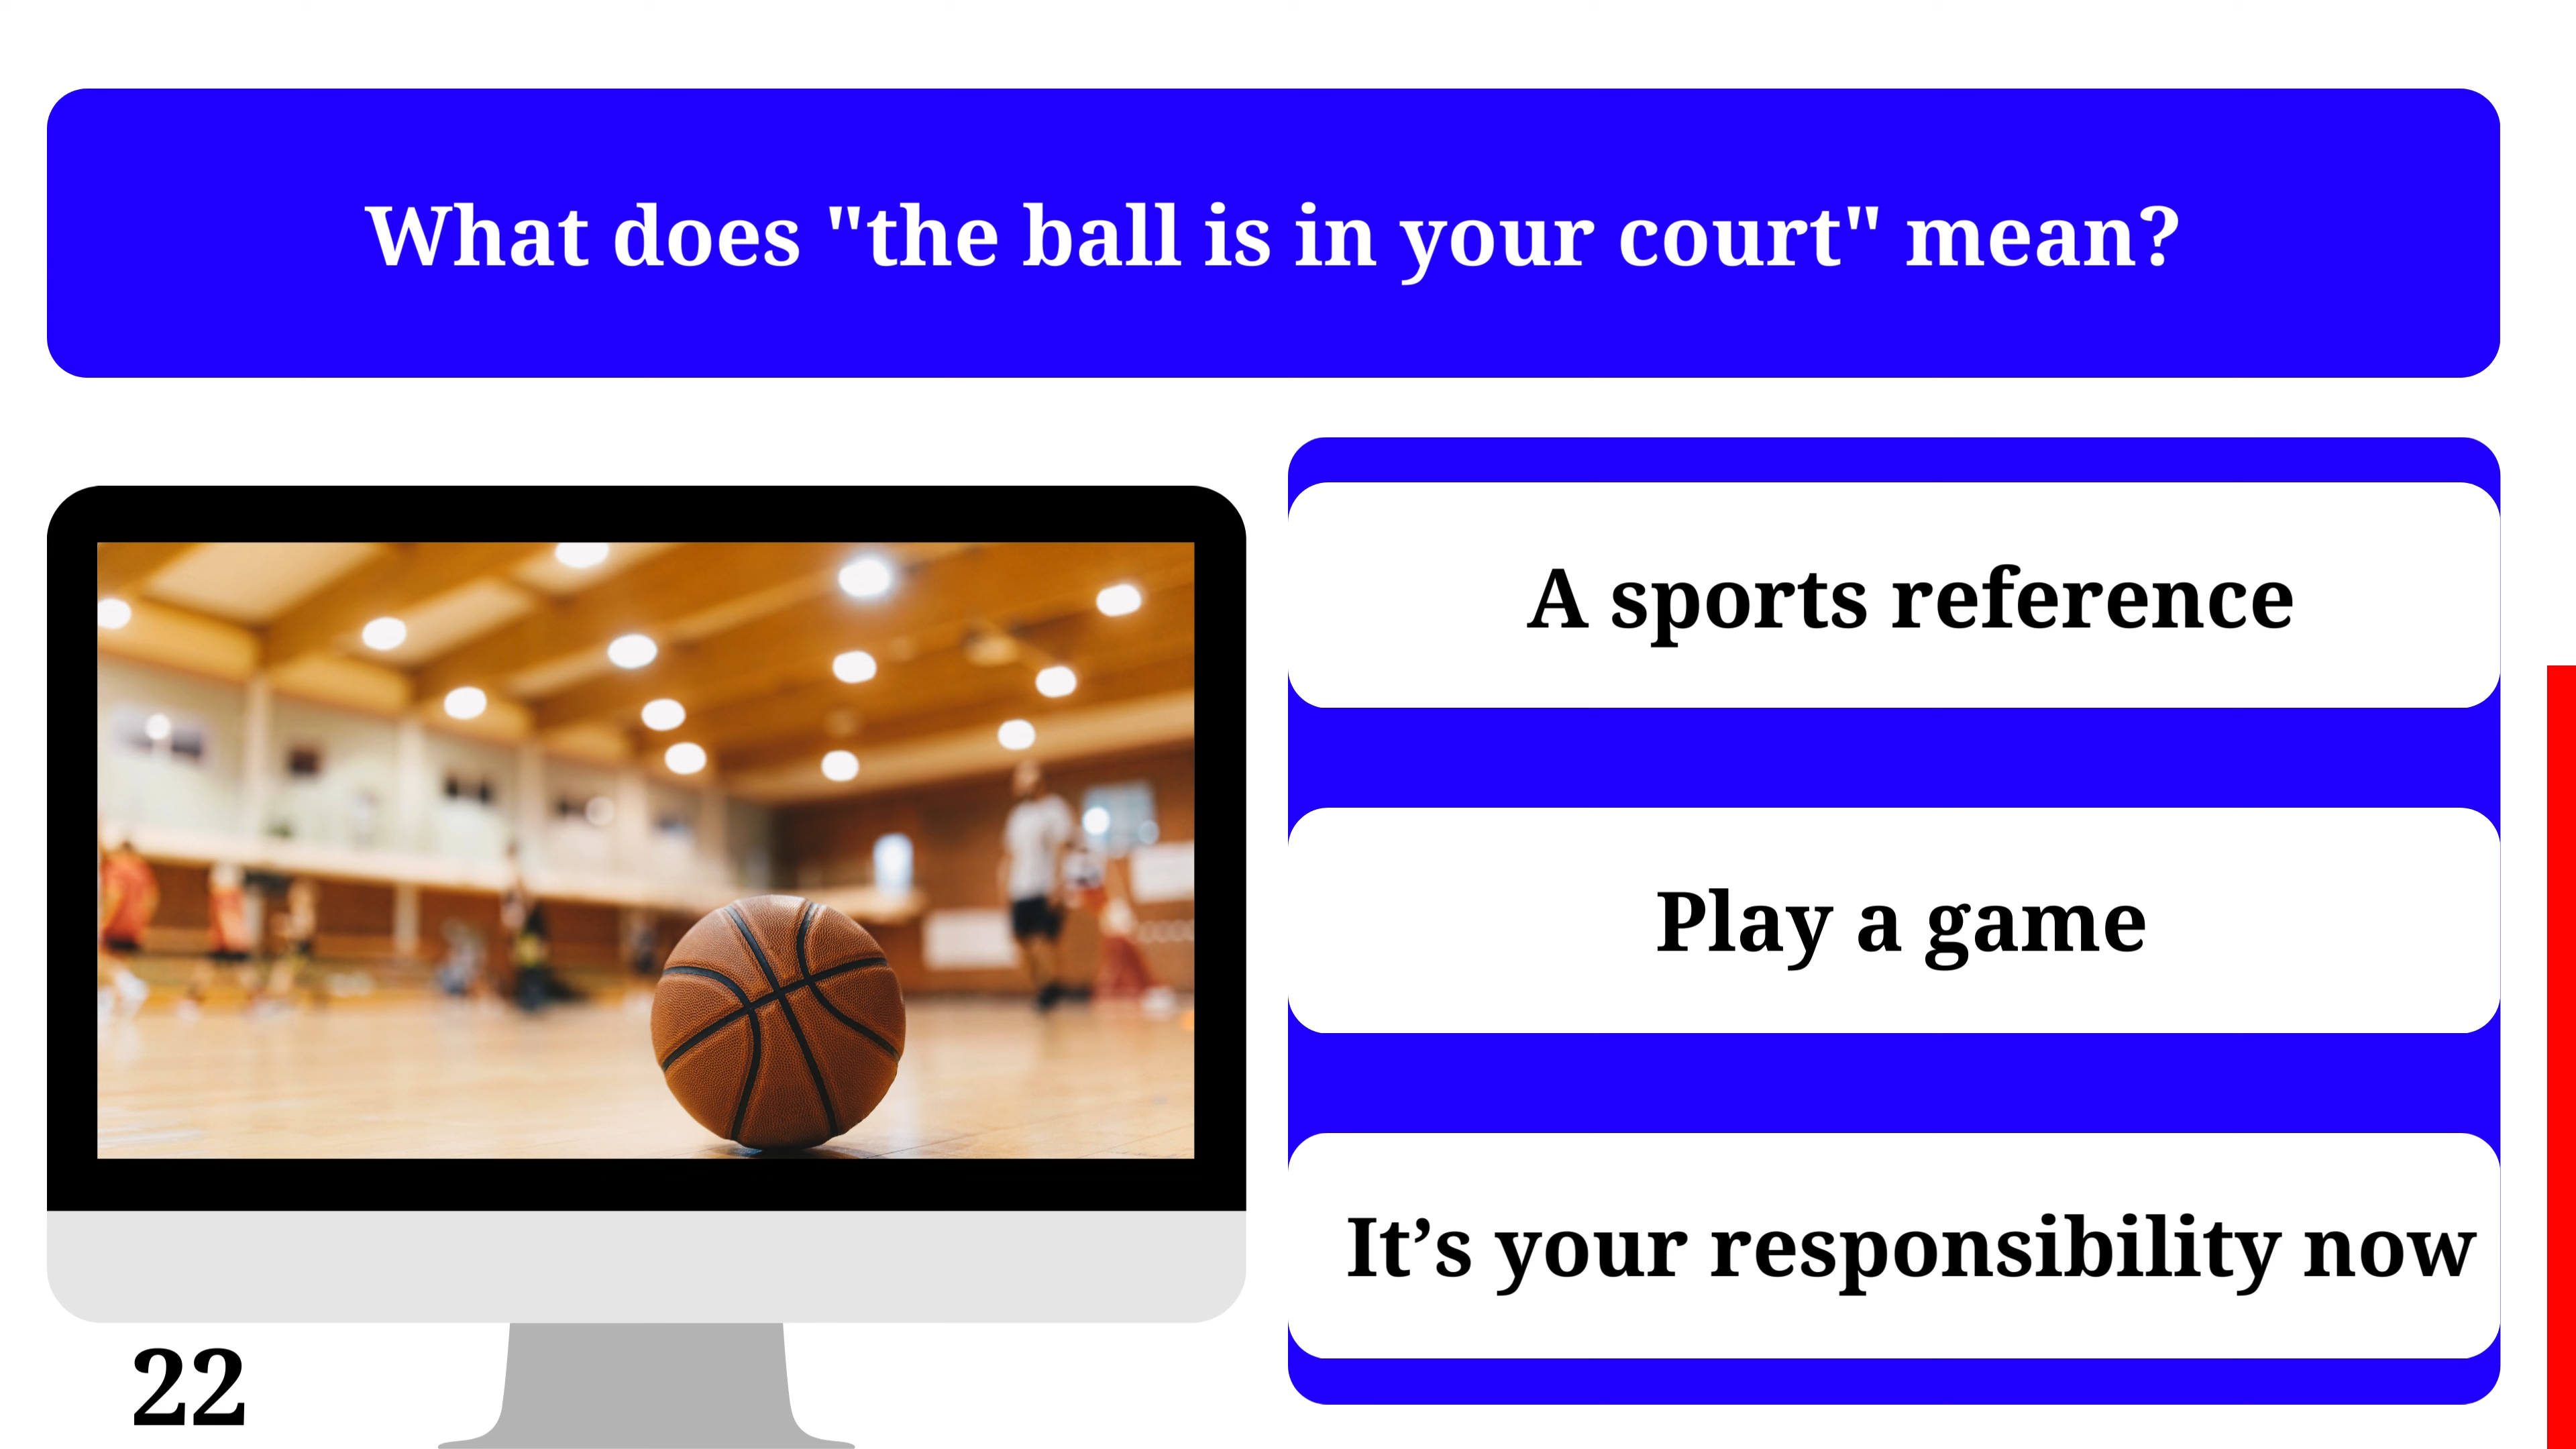 What does "the ball is in your court" mean?
A sports reference
Play a game
It’s your responsibility now
22